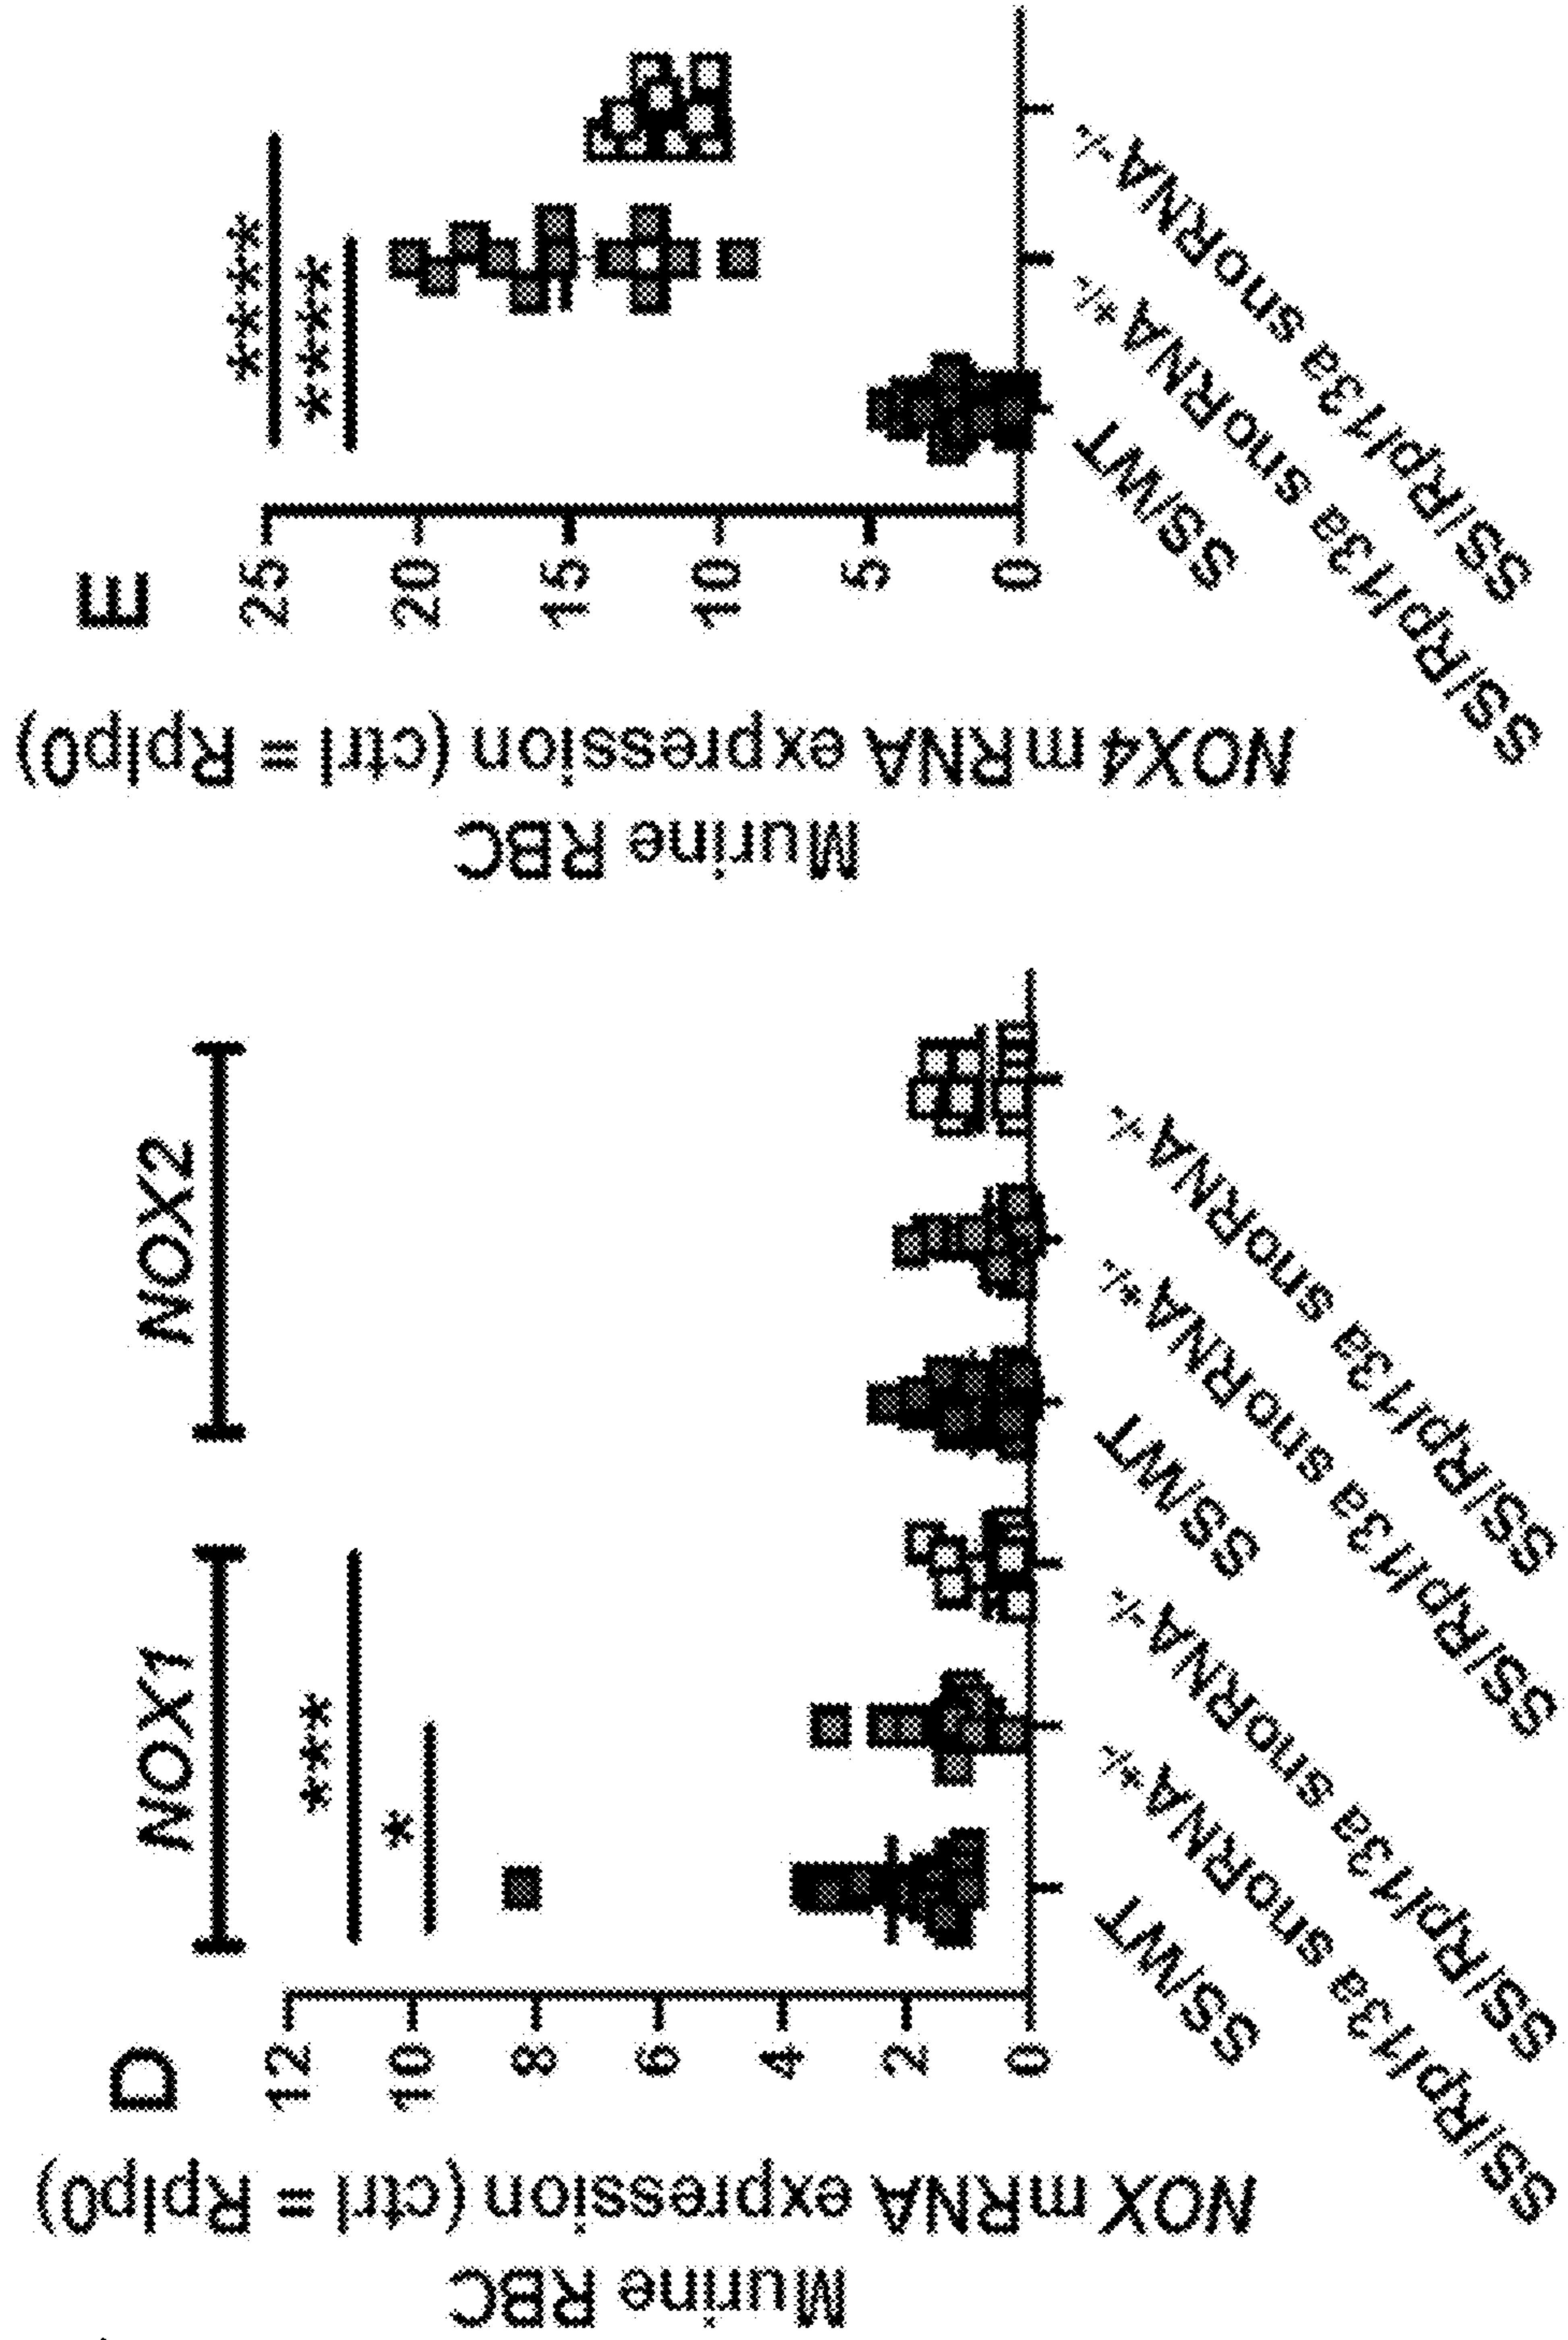 D
Murine RBC
NOX mRNA expression (ctrl = Rplp0)
NOX1
NOX2
***
*
12
10
8
6
4
2
0
SS/WT
SS/Rpl13a snoRNA+/-
SS/Rpl13a snoRNA-/-
SS/WT
SS/Rpl13a snoRNA+/-
SS/Rpl13a snoRNA-/-
E
Murine RBC
NOX4 mRNA expression (ctrl = Rplp0)
****
****
25
20
15
10
5
0
SS/WT
SS/Rpl13a snoRNA+/-
SS/Rpl13a snoRNA-/-